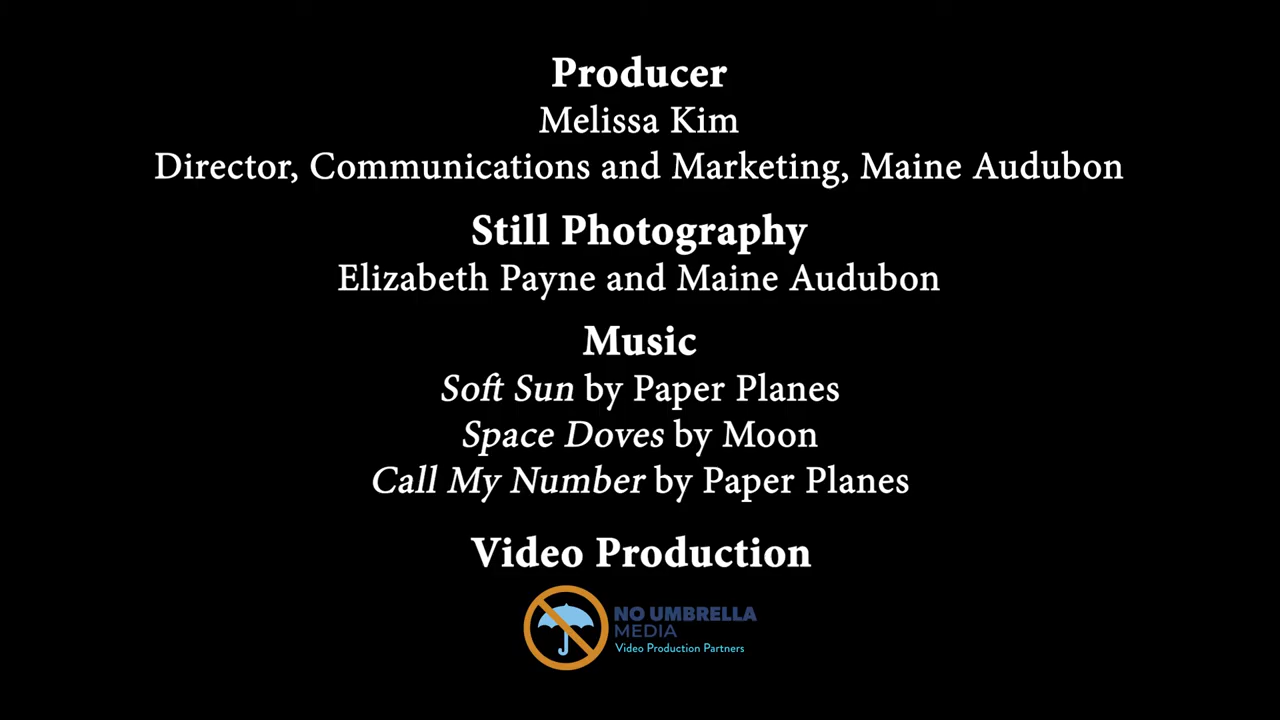 Producer
Melissa Kim
Director, Communications and Marketing, Maine Audubon
Still Photography
Elizabeth Payne and Maine Audubon
Music
Soft Sun by Paper Planes
Space Doves by Moon
Call My Number by Paper Planes
Video Production
NO UMBRELLA
MEDIA
Video Production Partners